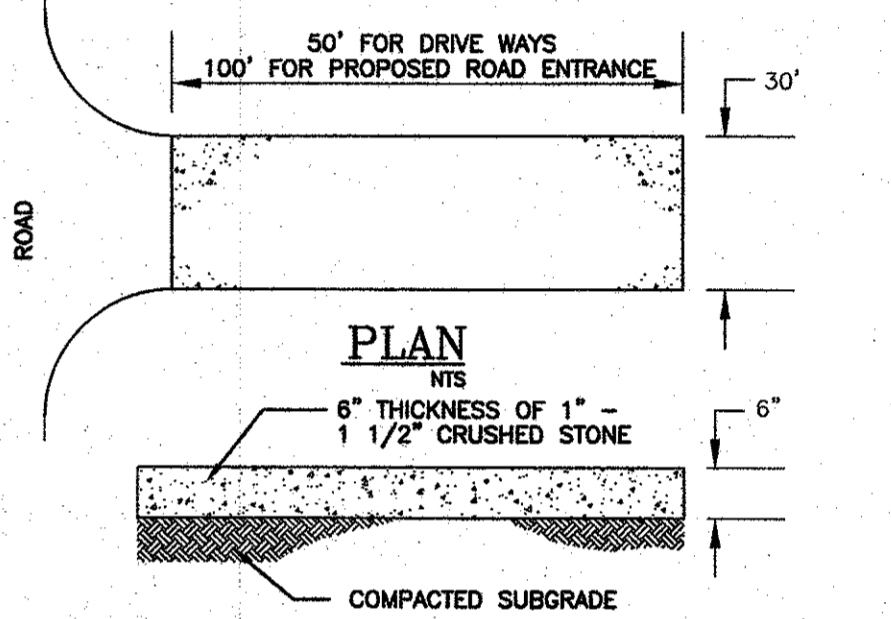 50' FOR DRIVE WAYS
100' FOR PROPOSED ROAD ENTRANCE
30'
ROAD
PLAN
NTS
6" THICKNESS OF 1" –
1 1/2" CRUSHED STONE
6"
COMPACTED SUBGRADE